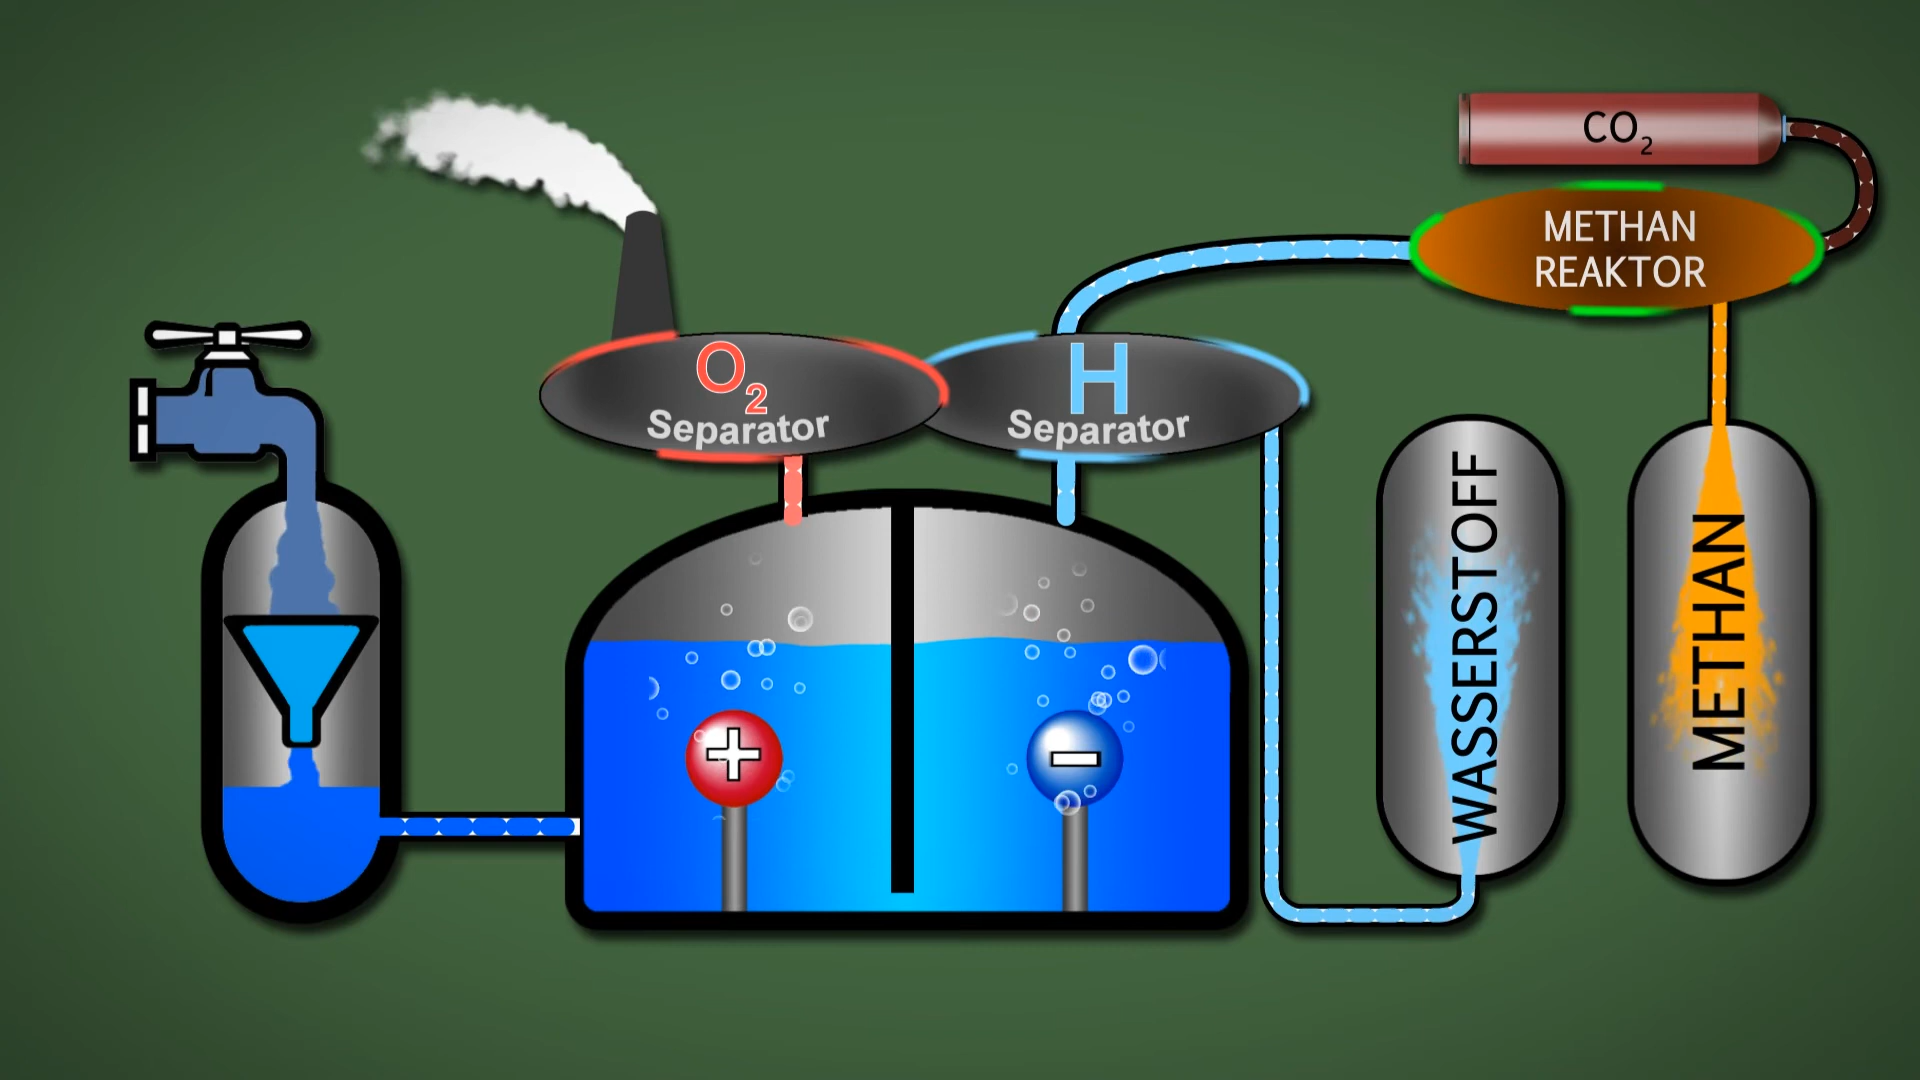 CO₂
METHAN
REAKTOR
O₂
Separator
H
Separator
+
−
WASSERSTOFF
METHAN